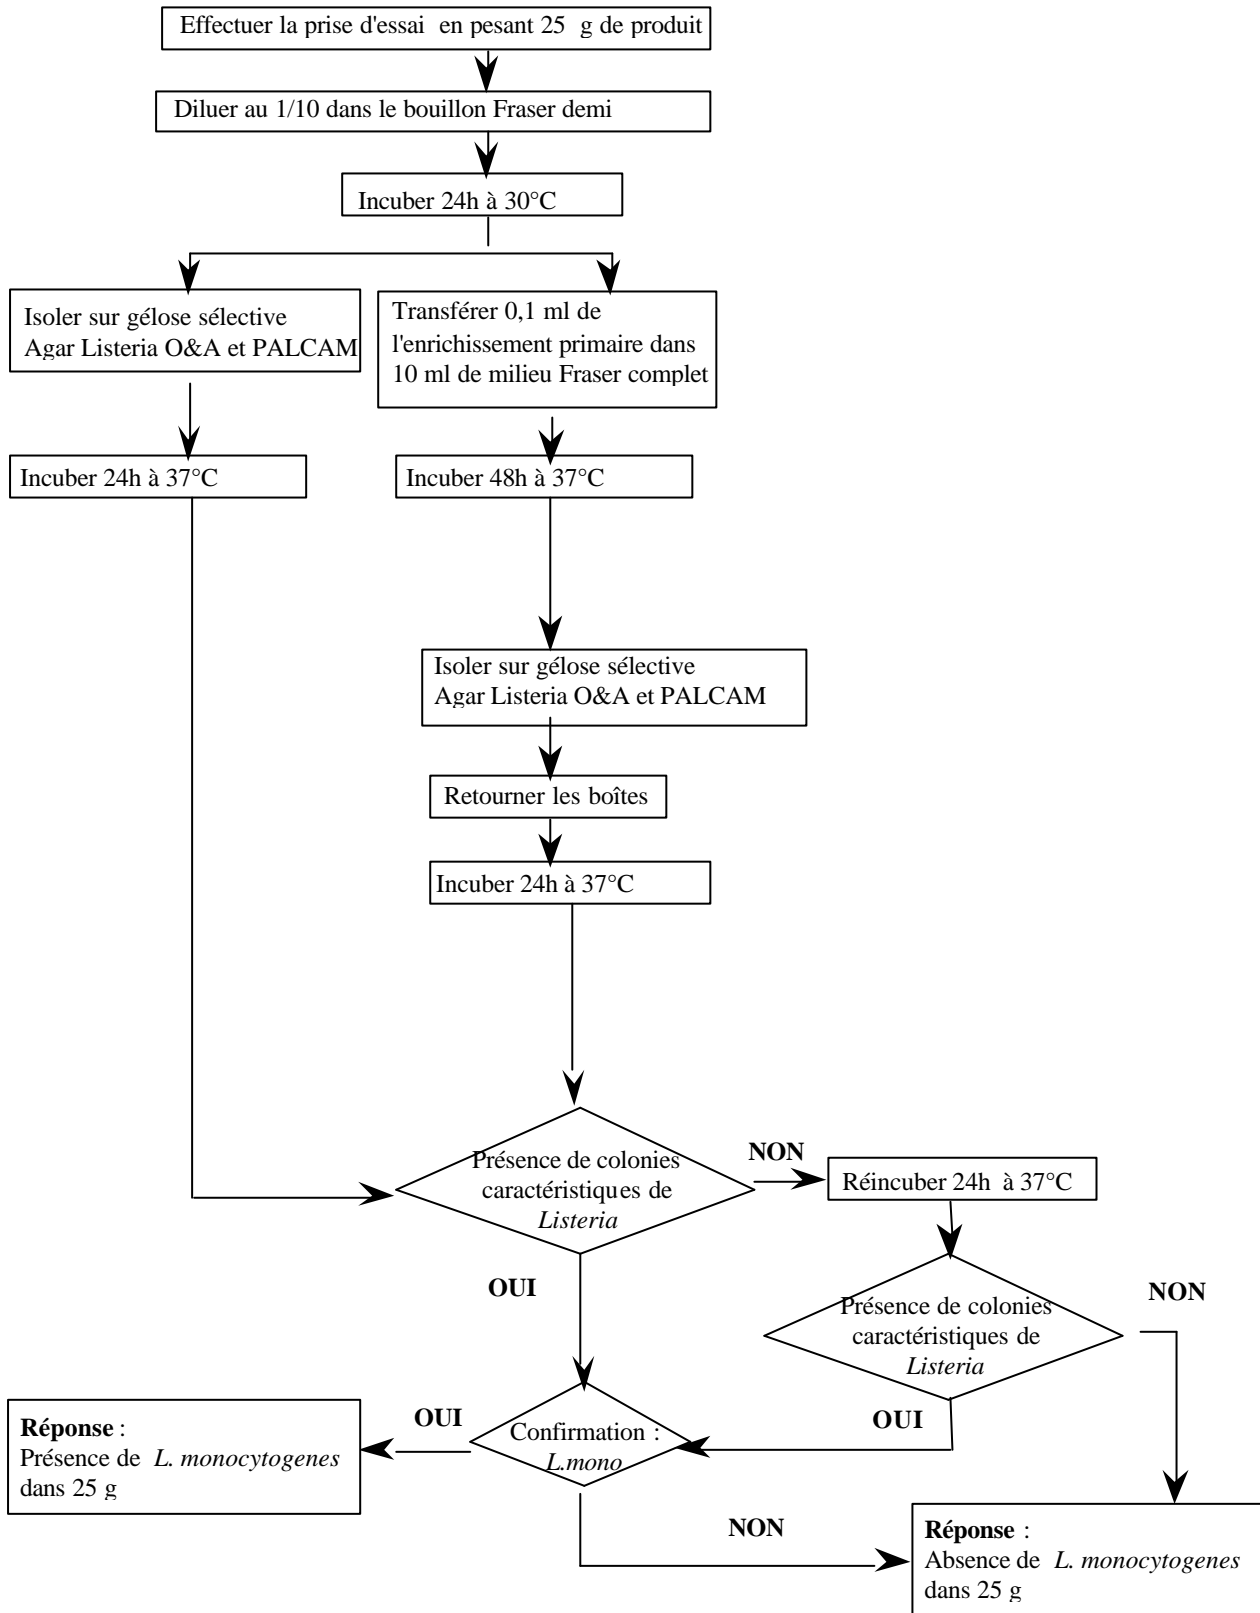 Effectuer la prise d'essai en pesant 25 g de produit
Diluer au 1/10 dans le bouillon Fraser demi
Incuber 24h à 30°C
Isoler sur gélose sélective
Agar Listeria O&A et PALCAM
Transférer 0,1 ml de
l'enrichissement primaire dans
10 ml de milieu Fraser complet
Incuber 24h à 37°C
Incuber 48h à 37°C
Isoler sur gélose sélective
Agar Listeria O&A et PALCAM
Retourner les boîtes
Incuber 24h à 37°C
Présence de colonies
caractéristiques de
Listeria
NON
Réincuber 24h à 37°C
OUI
Présence de colonies
caractéristiques de
Listeria
NON
OUI
Confirmation :
L.mono
OUI
Réponse :
Présence de L. monocytogenes
dans 25 g
NON
Réponse :
Absence de L. monocytogenes
dans 25 g